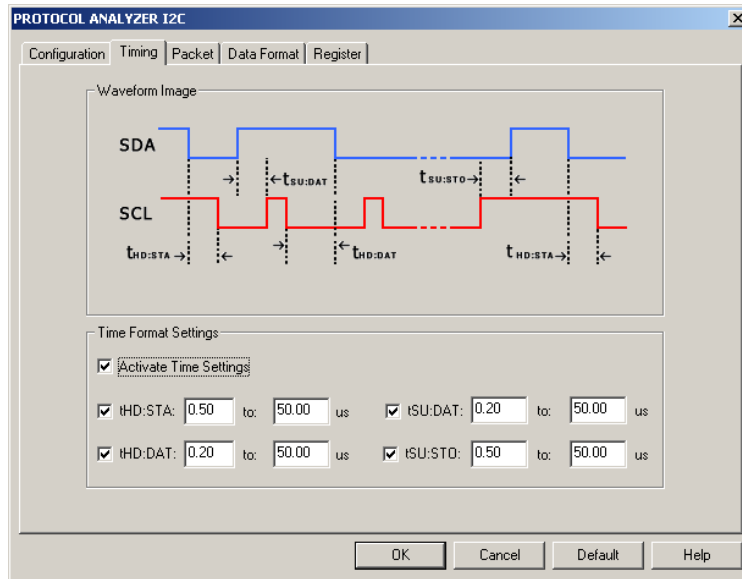 PROTOCOL ANALYZER I2C
Configuration Timing Packet Data Format Register
Waveform Image
SDA
tSU:DAT tSU:STO
SCL
tHD:STA tHD:DAT tHD:STA
Time Format Settings
Activate Time Settings
tHD:STA: 0.50 to: 50.00 us tSU:DAT: 0.20 to: 50.00 us
tHD:DAT: 0.20 to: 50.00 us tSU:STO: 0.50 to: 50.00 us
OK Cancel Default Help